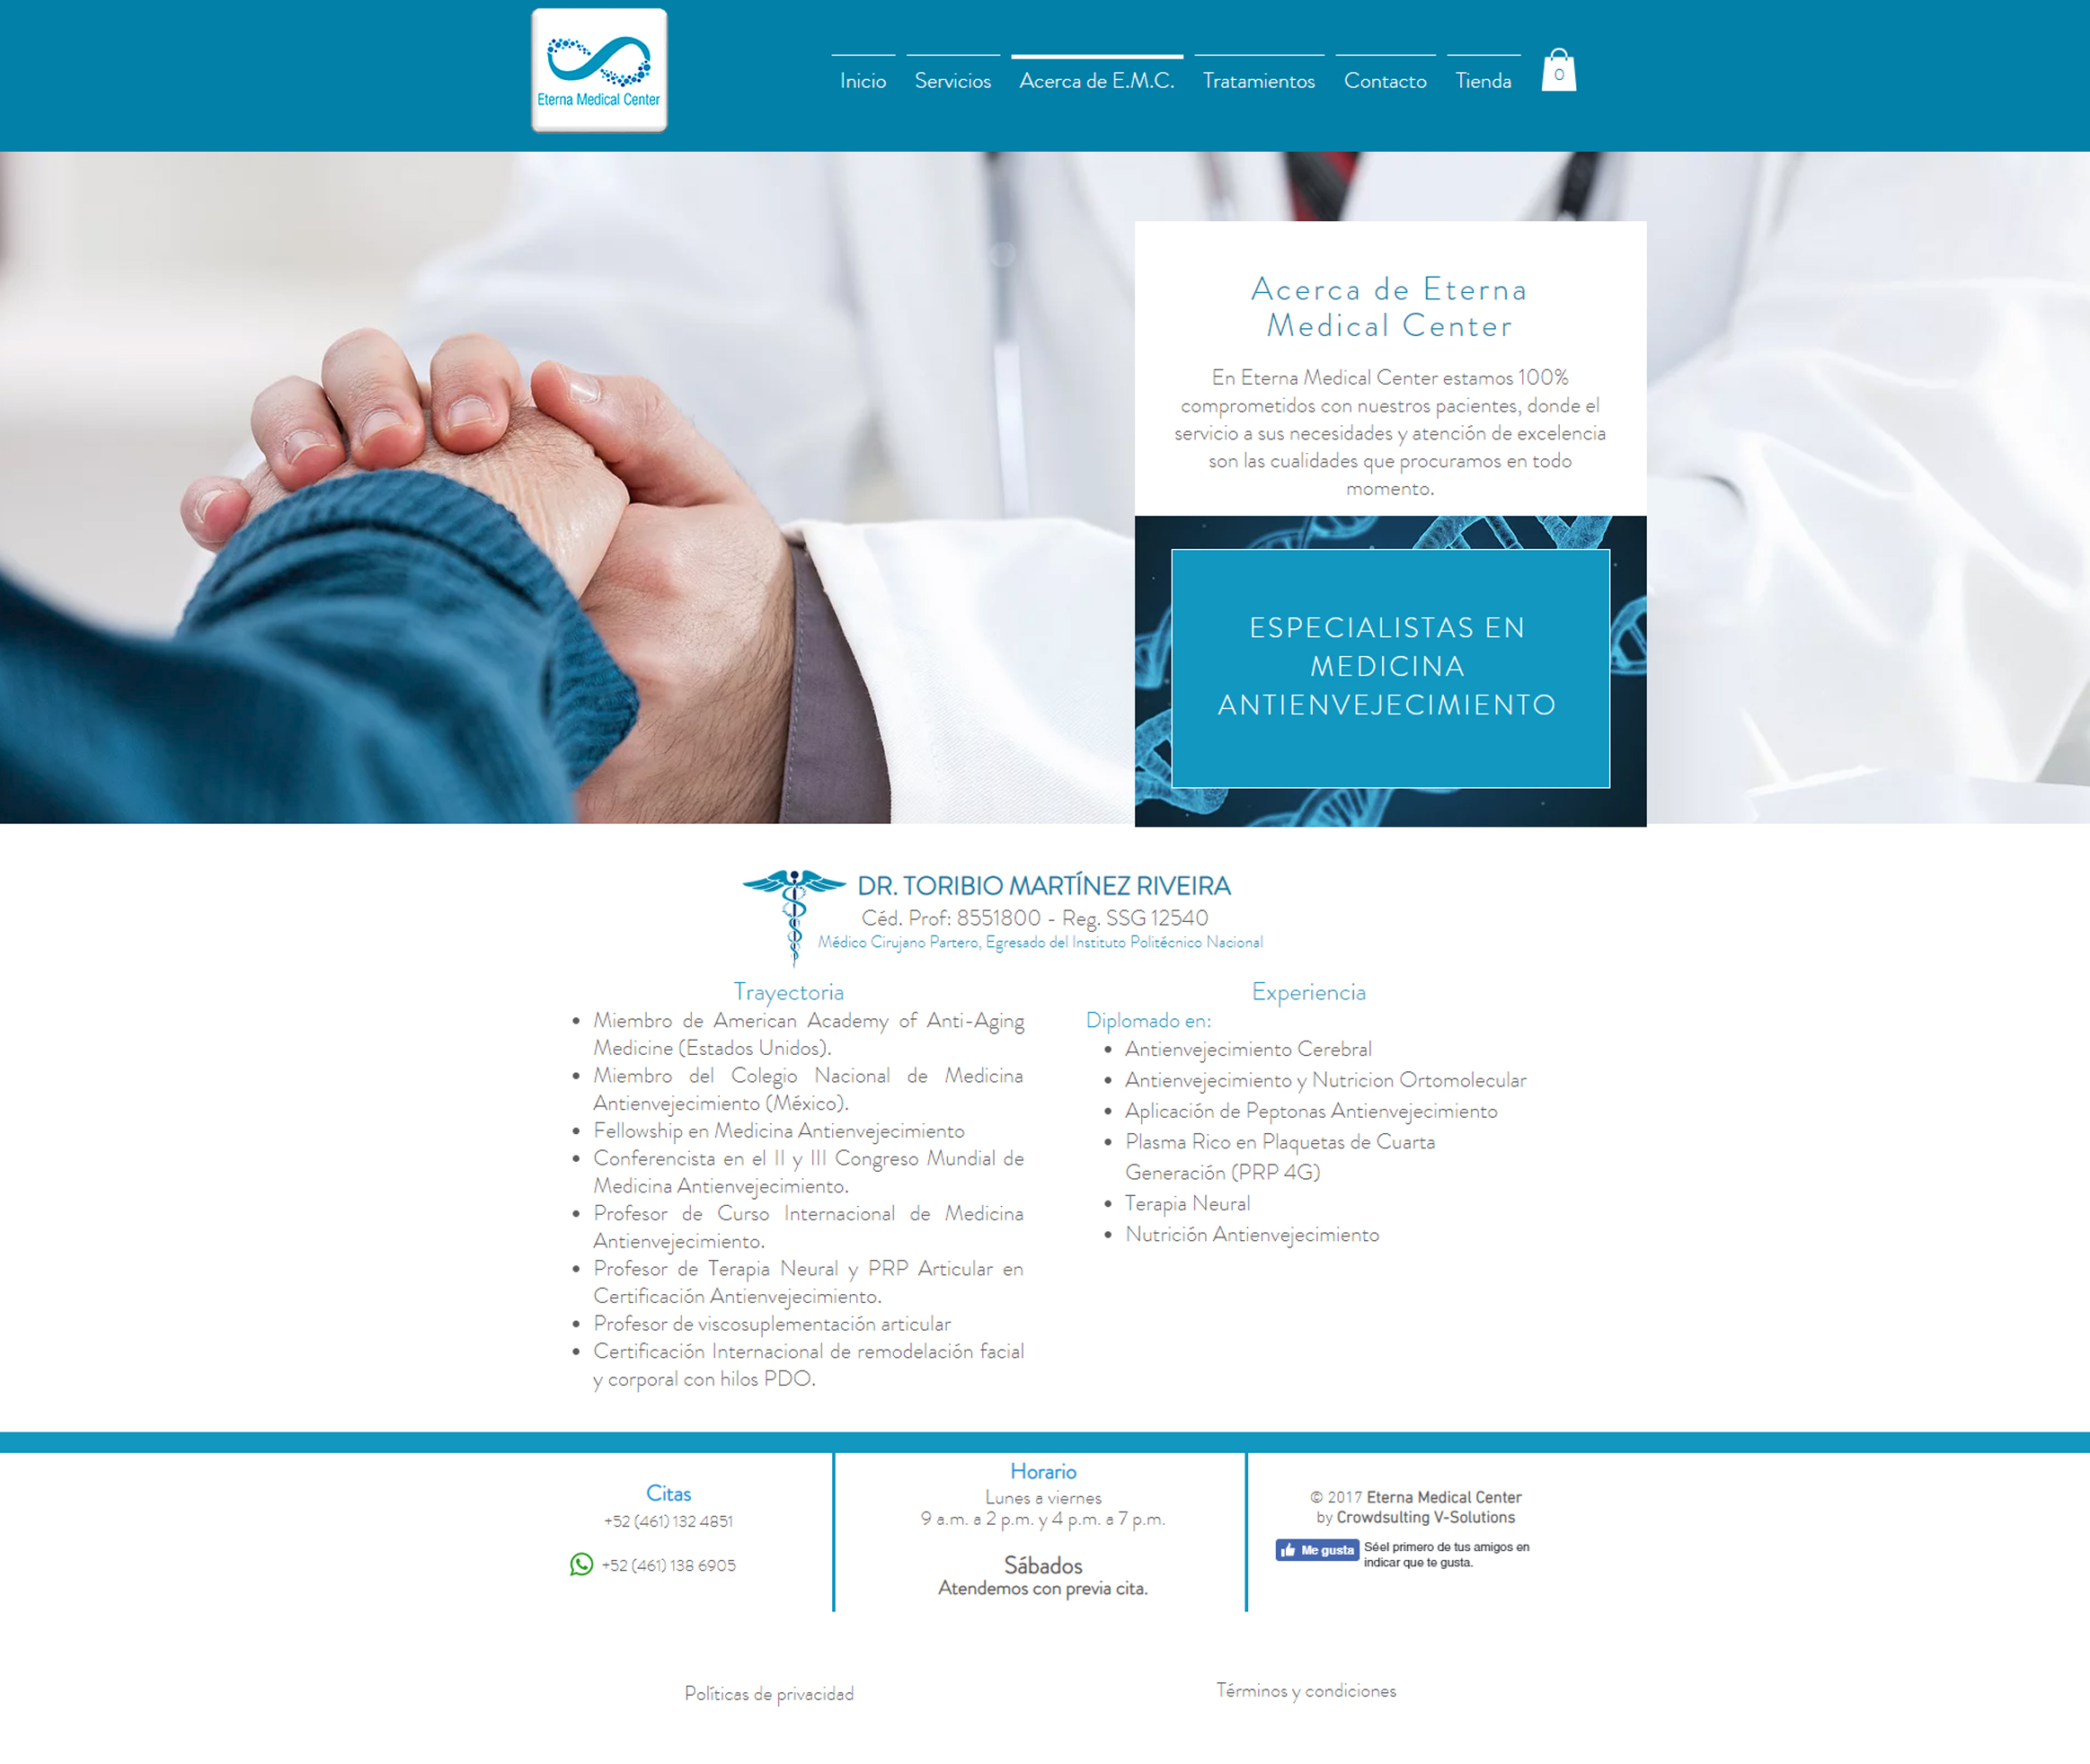 Eterna Medical Center
Inicio
Servicios
Acerca de E.M.C.
Tratamientos
Contacto
Tienda
0
Acerca de Eterna
Medical Center
En Eterna Medical Center estamos 100%
comprometidos con nuestros pacientes, donde el
servicio a sus necesidades y atención de excelencia
son las cualidades que procuramos en todo
momento.
ESPECIALISTAS EN
MEDICINA
ANTIENVEJECIMIENTO
DR. TORIBIO MARTÍNEZ RIVEIRA
Céd. Prof: 8551800 - Reg. SSG 12540
Médico Cirujano Partero, Egresado del Instituto Politécnico Nacional
Trayectoria
• Miembro de American Academy of Anti-Aging
Medicine (Estados Unidos).
• Miembro del Colegio Nacional de Medicina
Antienvejecimiento (México).
• Fellowship en Medicina Antienvejecimiento
• Conferencista en el II y III Congreso Mundial de
Medicina Antienvejecimiento.
• Profesor de Curso Internacional de Medicina
Antienvejecimiento.
• Profesor de Terapia Neural y PRP Articular en
Certificación Antienvejecimiento.
• Profesor de viscosuplementación articular
• Certificación Internacional de remodelación facial
y corporal con hilos PDO.
Experiencia
Diplomado en:
• Antienvejecimiento Cerebral
• Antienvejecimiento y Nutricion Ortomolecular
• Aplicación de Peptonas Antienvejecimiento
• Plasma Rico en Plaquetas de Cuarta
Generación (PRP 4G)
• Terapia Neural
• Nutrición Antienvejecimiento
Citas
+52 (461) 132 4851
+52 (461) 138 6905
Horario
Lunes a viernes
9 a.m. a 2 p.m. y 4 p.m. a 7 p.m.
Sábados
Atendemos con previa cita.
© 2017 Eterna Medical Center
by Crowdsulting V-Solutions
Me gusta
Séel primero de tus amigos en
indicar que te gusta.
Políticas de privacidad
Términos y condiciones